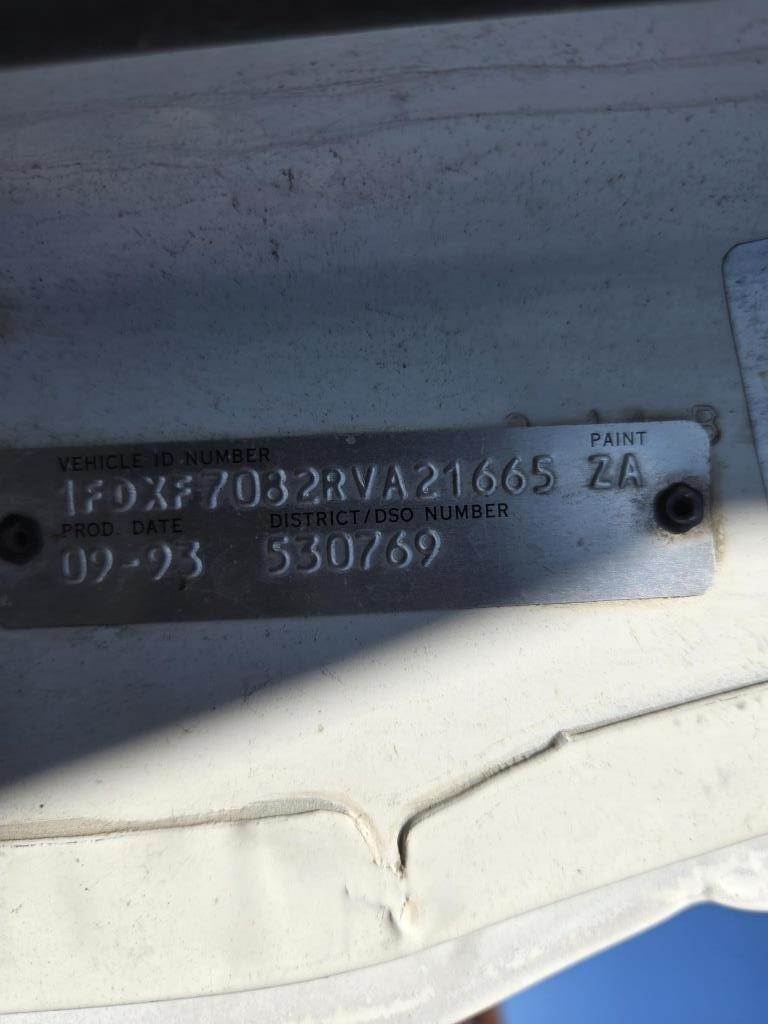 VEHICLE ID NUMBER PAINT
1FDXF7082RVA21665 ZA
PROD. DATE DISTRICT/DSO NUMBER
09-93 530769